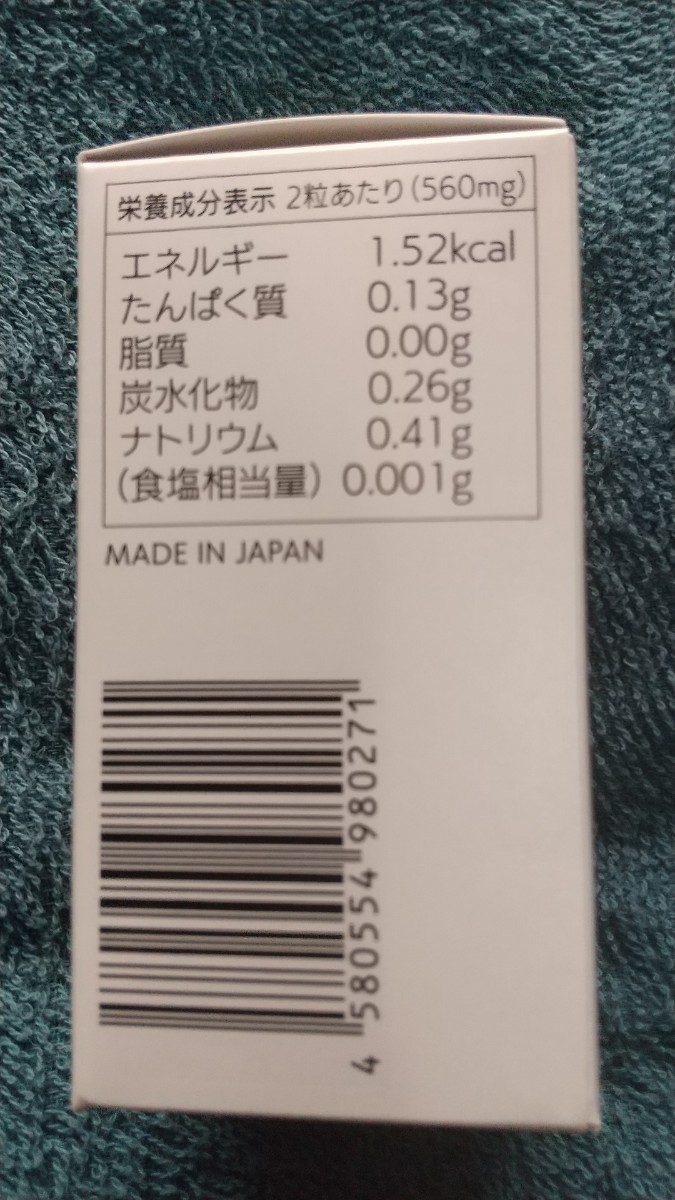 栄養成分表示 2粒あたり(560mg)
エネルギー 1.52kcal
たんぱく質 0.13g
脂質 0.00g
炭水化物 0.26g
ナトリウム 0.41g
(食塩相当量) 0.001g
MADE IN JAPAN
4 580554 980271